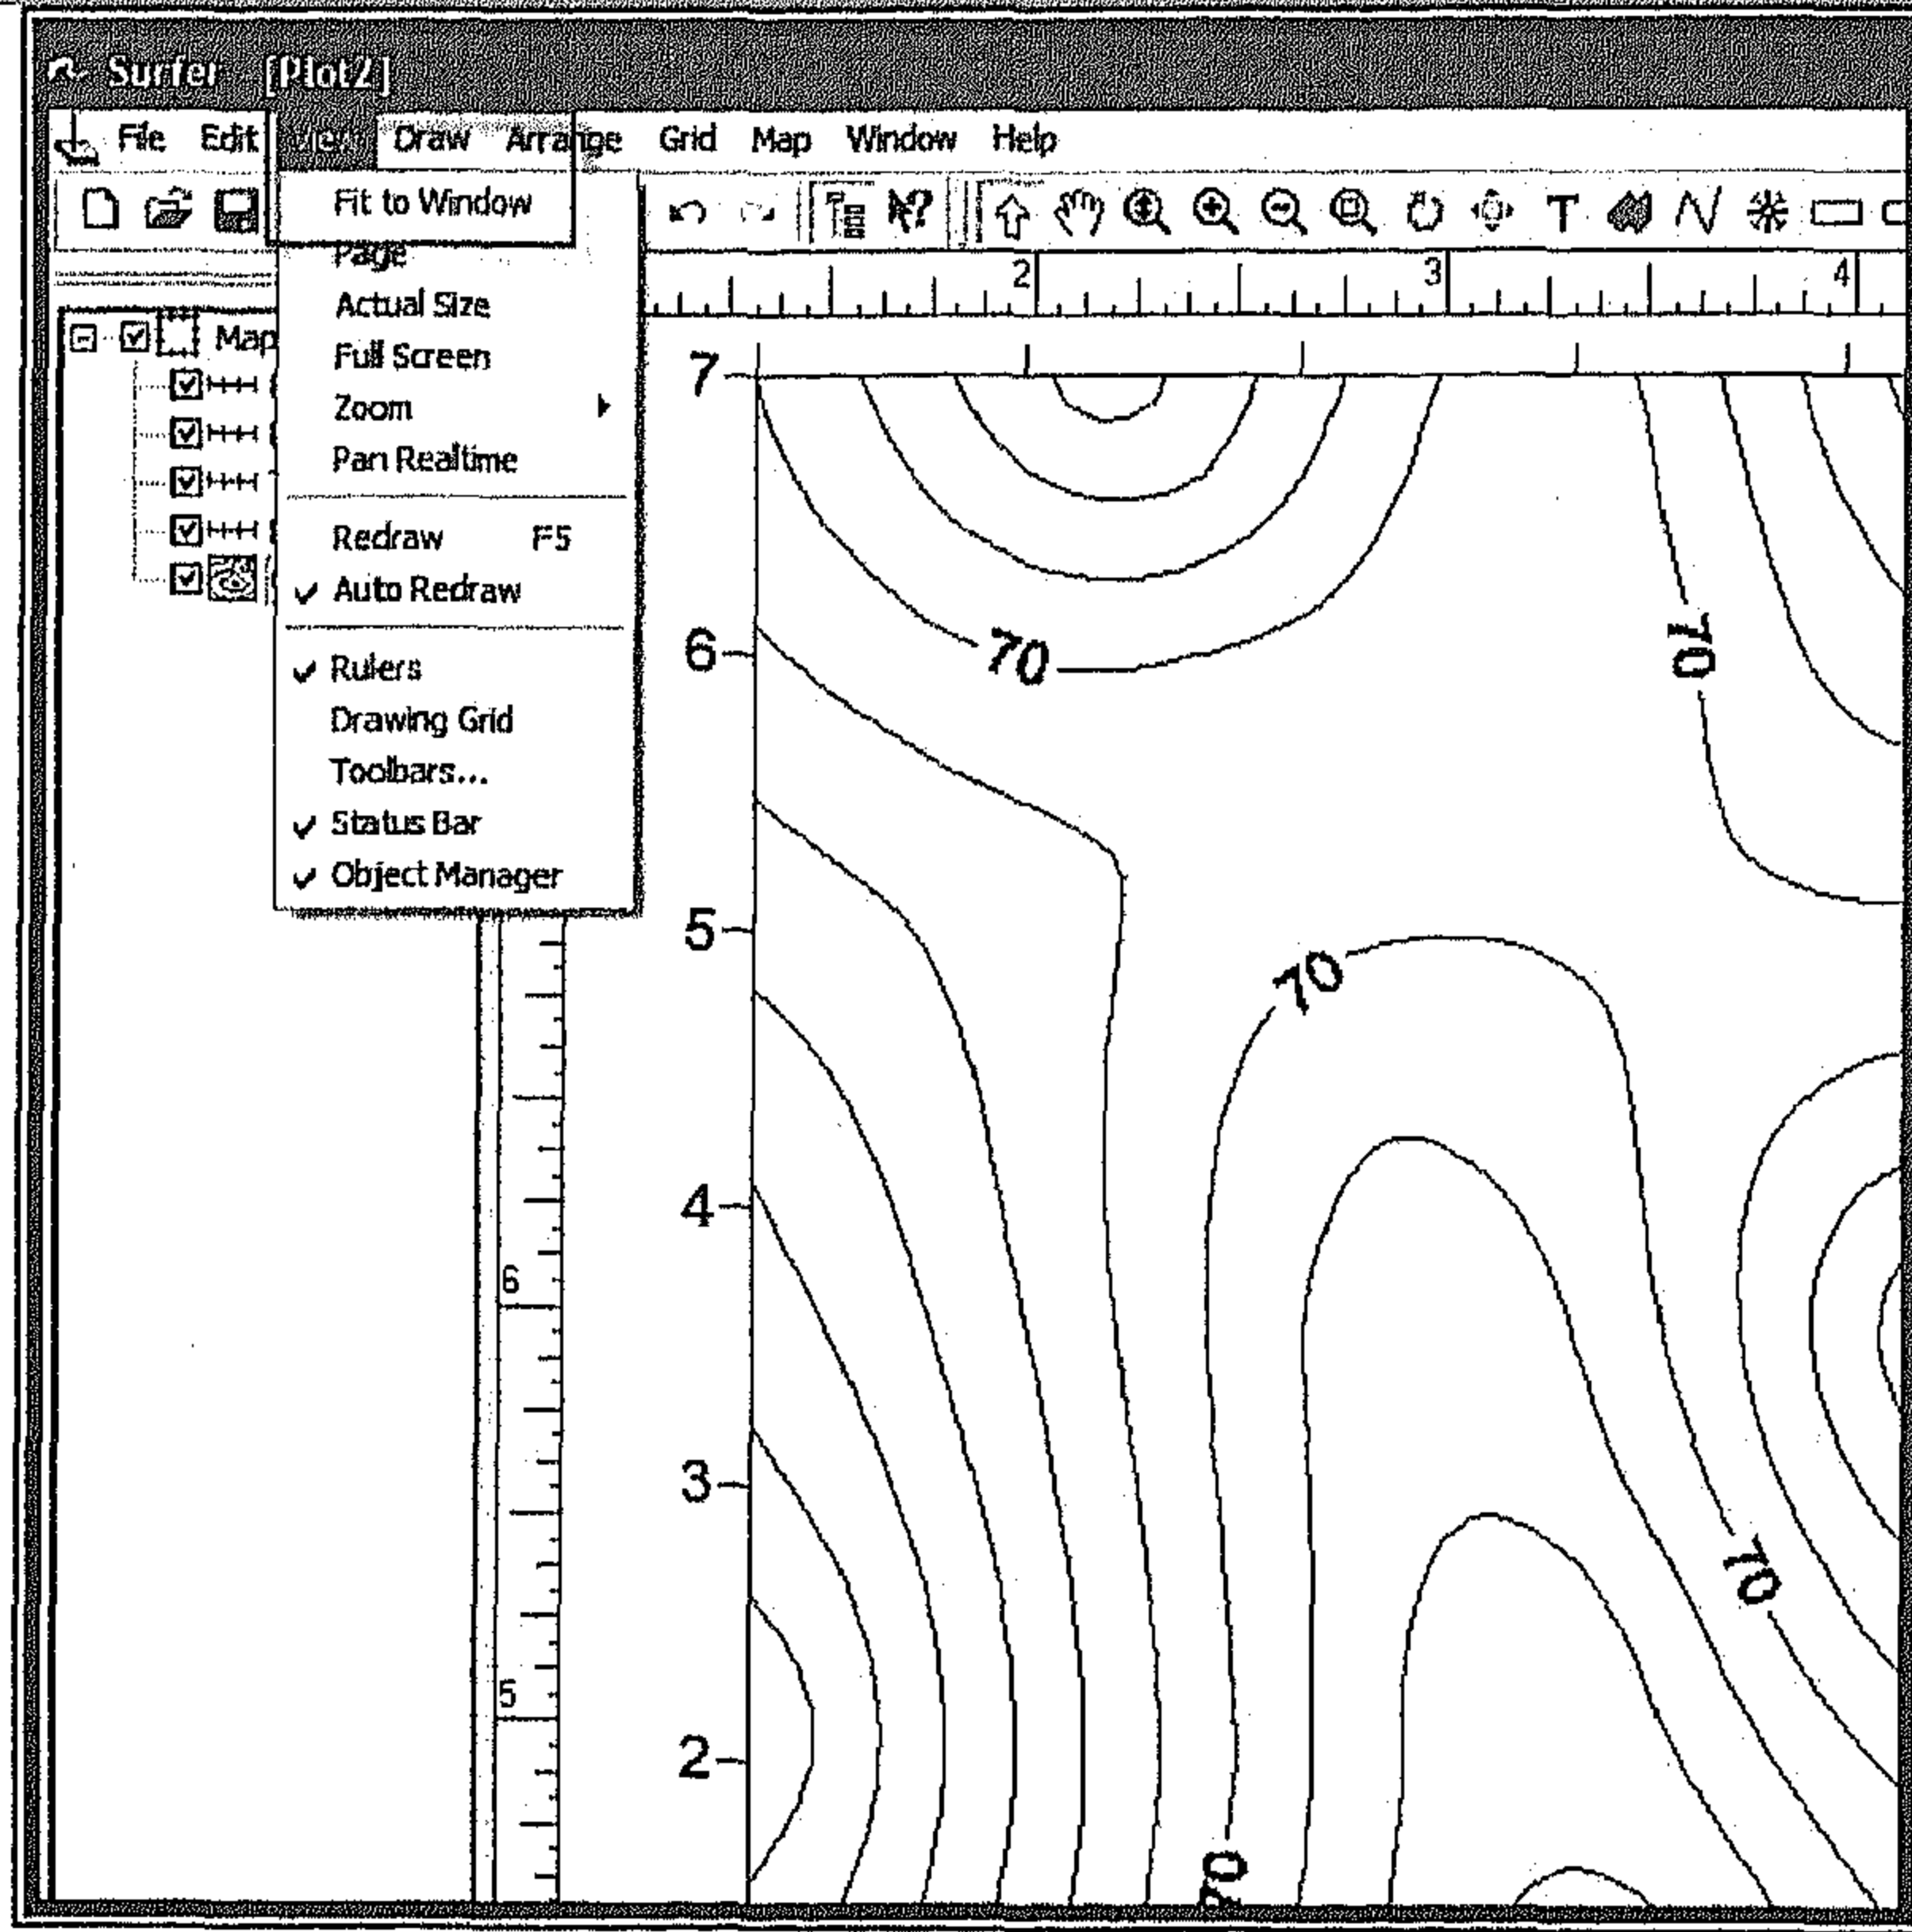 Surfer - [Plot2]
File Edit View Draw Arrange Grid Map Window Help
Fit to Window
T
Page
2 3 4
Actual Size
Map
Full Screen
7
Zoom
Pan Realtime
Redraw F5
Auto Redraw
6
70
70
Rulers
Drawing Grid
Toolbars...
Status Bar
Object Manager
5
70
4
6
3
70
5
2
70